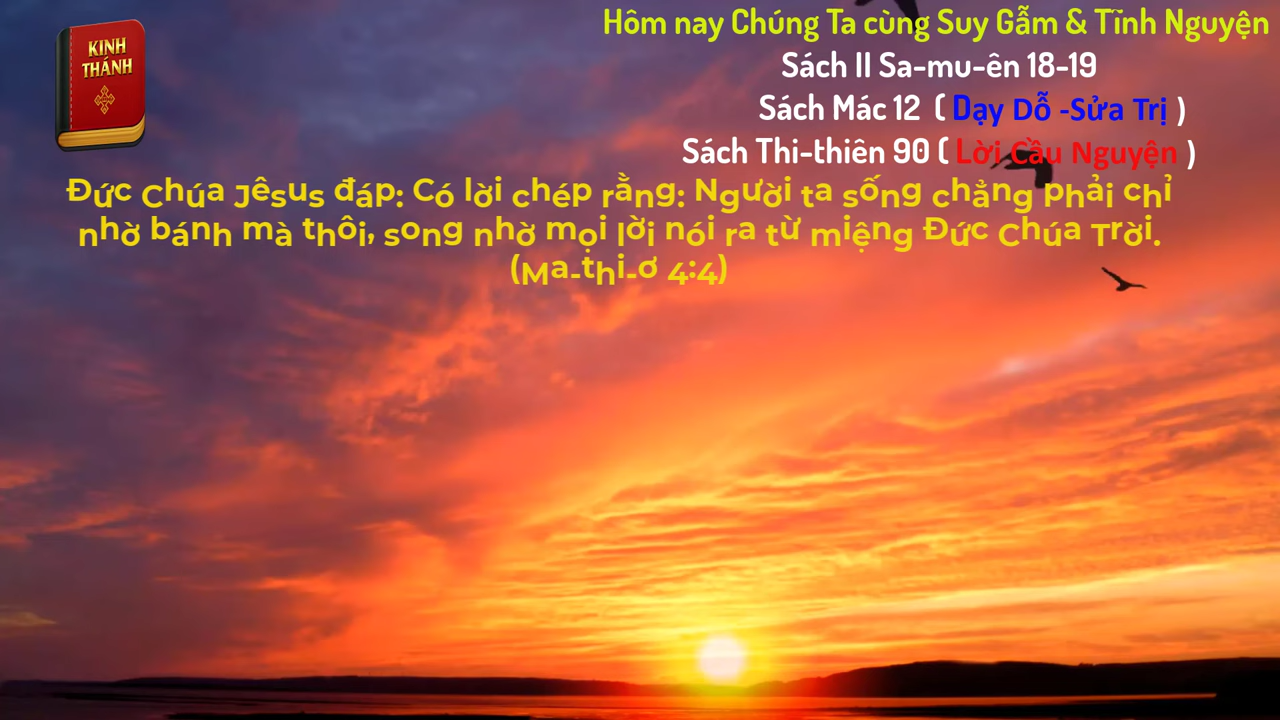 KINH
THÁNH
Hôm nay Chúng Ta cùng Suy Gẫm & Tĩnh Nguyện
Sách II Sa-mu-ên 18-19
Sách Mác 12 ( Dạy Dỗ -Sửa Trị )
Sách Thi-thiên 90 ( Lời Cầu Nguyện )
Đức Chúa Jêsus đáp: Có lời chép rằng: Người ta sống chẳng phải chỉ
nhờ bánh mà thôi, song nhờ mọi lời nói ra từ miệng Đức Chúa Trời.
(Ma-thi-ơ 4:4)